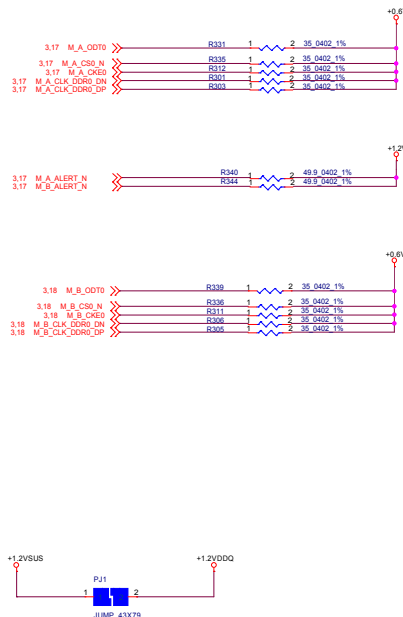 +0.6
3,17 M_A_ODT0 R331 1 2 35_0402_1%
3,17 M_A_CS0_N R335 1 2 35_0402_1%
3,17 M_A_CKE0 R312 1 2 35_0402_1%
3,17 M_A_CLK_DDR0_DN R301 1 2 35_0402_1%
3,17 M_A_CLK_DDR0_DP R303 1 2 35_0402_1%
+1.2
3,17 M_A_ALERT_N R340 1 2 49.9_0402_1%
3,17 M_B_ALERT_N R344 1 2 49.9_0402_1%
+0.6V
3,18 M_B_ODT0 R339 1 2 35_0402_1%
3,18 M_B_CS0_N R336 1 2 35_0402_1%
3,18 M_B_CKE0 R311 1 2 35_0402_1%
3,18 M_B_CLK_DDR0_DN R306 1 2 35_0402_1%
3,18 M_B_CLK_DDR0_DP R305 1 2 35_0402_1%
+1.2VSUS +1.2VDDQ
PJ1
1 2
JUMP_43X79